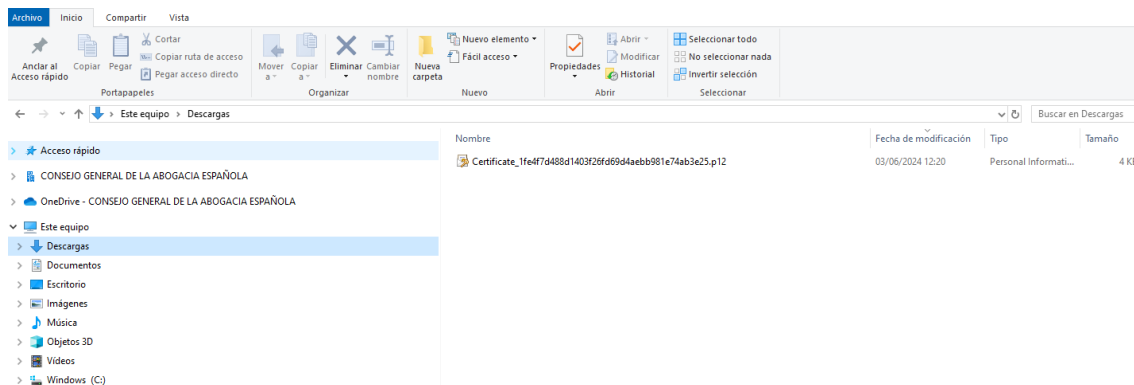 Archivo Inicio Compartir Vista
Anclar al Acceso rápido
Copiar
Pegar
Cortar
Copiar ruta de acceso
Pegar acceso directo
Portapapeles
Mover a
Copiar a
Eliminar
Cambiar nombre
Organizar
Nueva carpeta
Nuevo elemento
Fácil acceso
Nuevo
Propiedades
Abrir
Modificar
Historial
Abrir
Seleccionar todo
No seleccionar nada
Invertir selección
Seleccionar
Este equipo > Descargas
Buscar en Descargas
Acceso rápido
CONSEJO GENERAL DE LA ABOGACIA ESPAÑOLA
OneDrive - CONSEJO GENERAL DE LA ABOGACIA ESPAÑOLA
Este equipo
Descargas
Documentos
Escritorio
Imágenes
Música
Objetos 3D
Vídeos
Windows (C:)
Nombre Fecha de modificación Tipo Tamaño
Certificate_1fe4f7d488d1403f26fd69d4aebb981e74ab3e25.p12 03/06/2024 12:20 Personal Informati... 4 KB